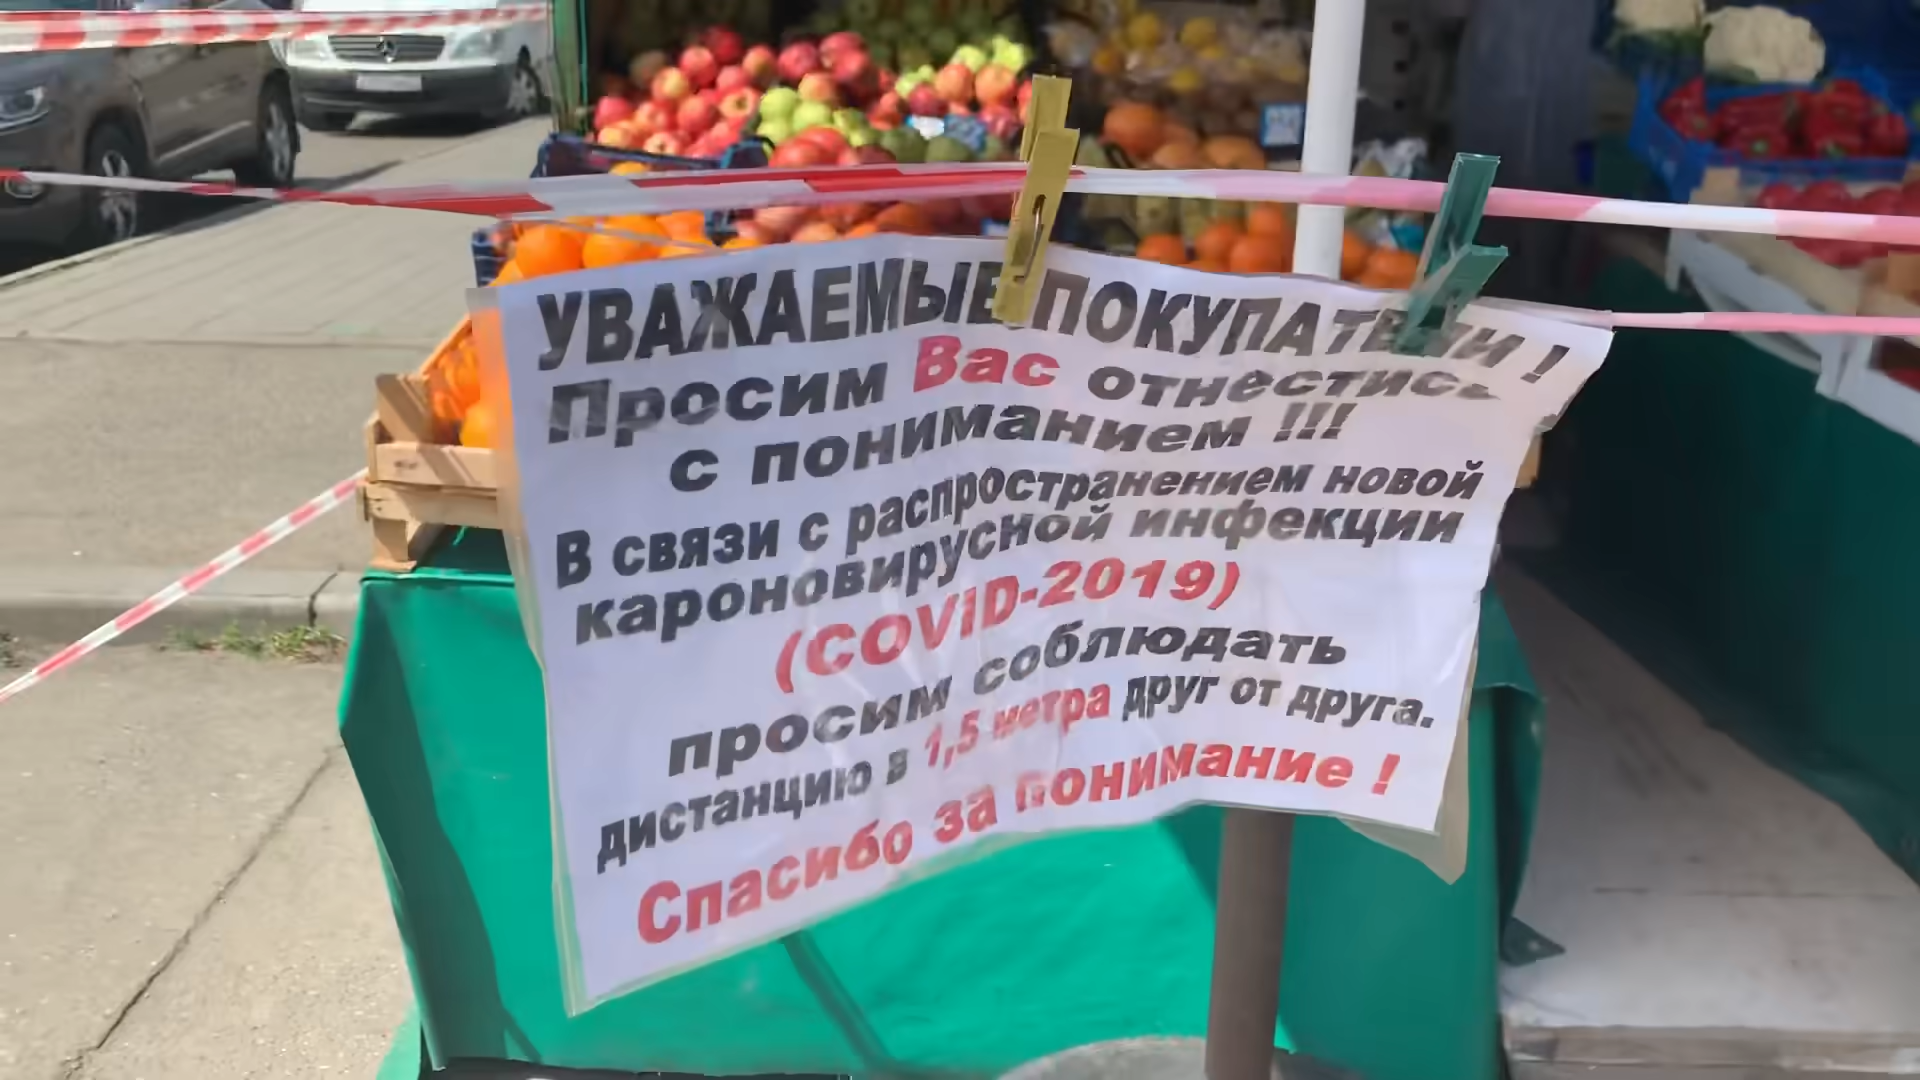 УВАЖАЕМЫЕ ПОКУПАТЕЛИ !
Просим Вас отнестись
с пониманием !!!
В связи с распространением новой
кароновирусной инфекции
(COVID-2019)
просим соблюдать
дистанцию в 1,5 метра друг от друга.
Спасибо за понимание !